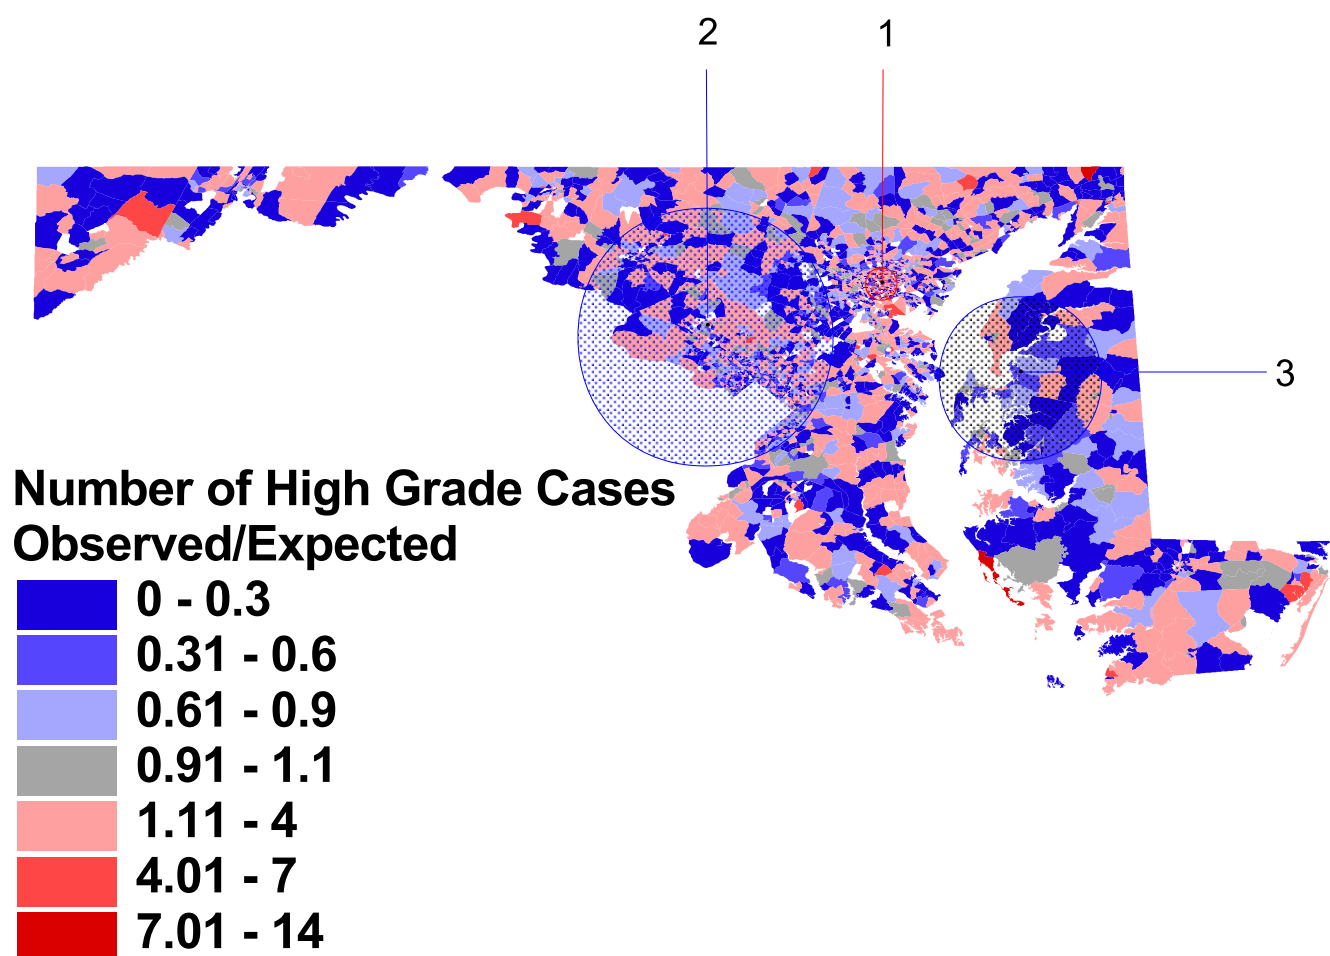 2
1
3
Number of High Grade Cases
Observed/Expected
0 - 0.3
0.31 - 0.6
0.61 - 0.9
0.91 - 1.1
1.11 - 4
4.01 - 7
7.01 - 14